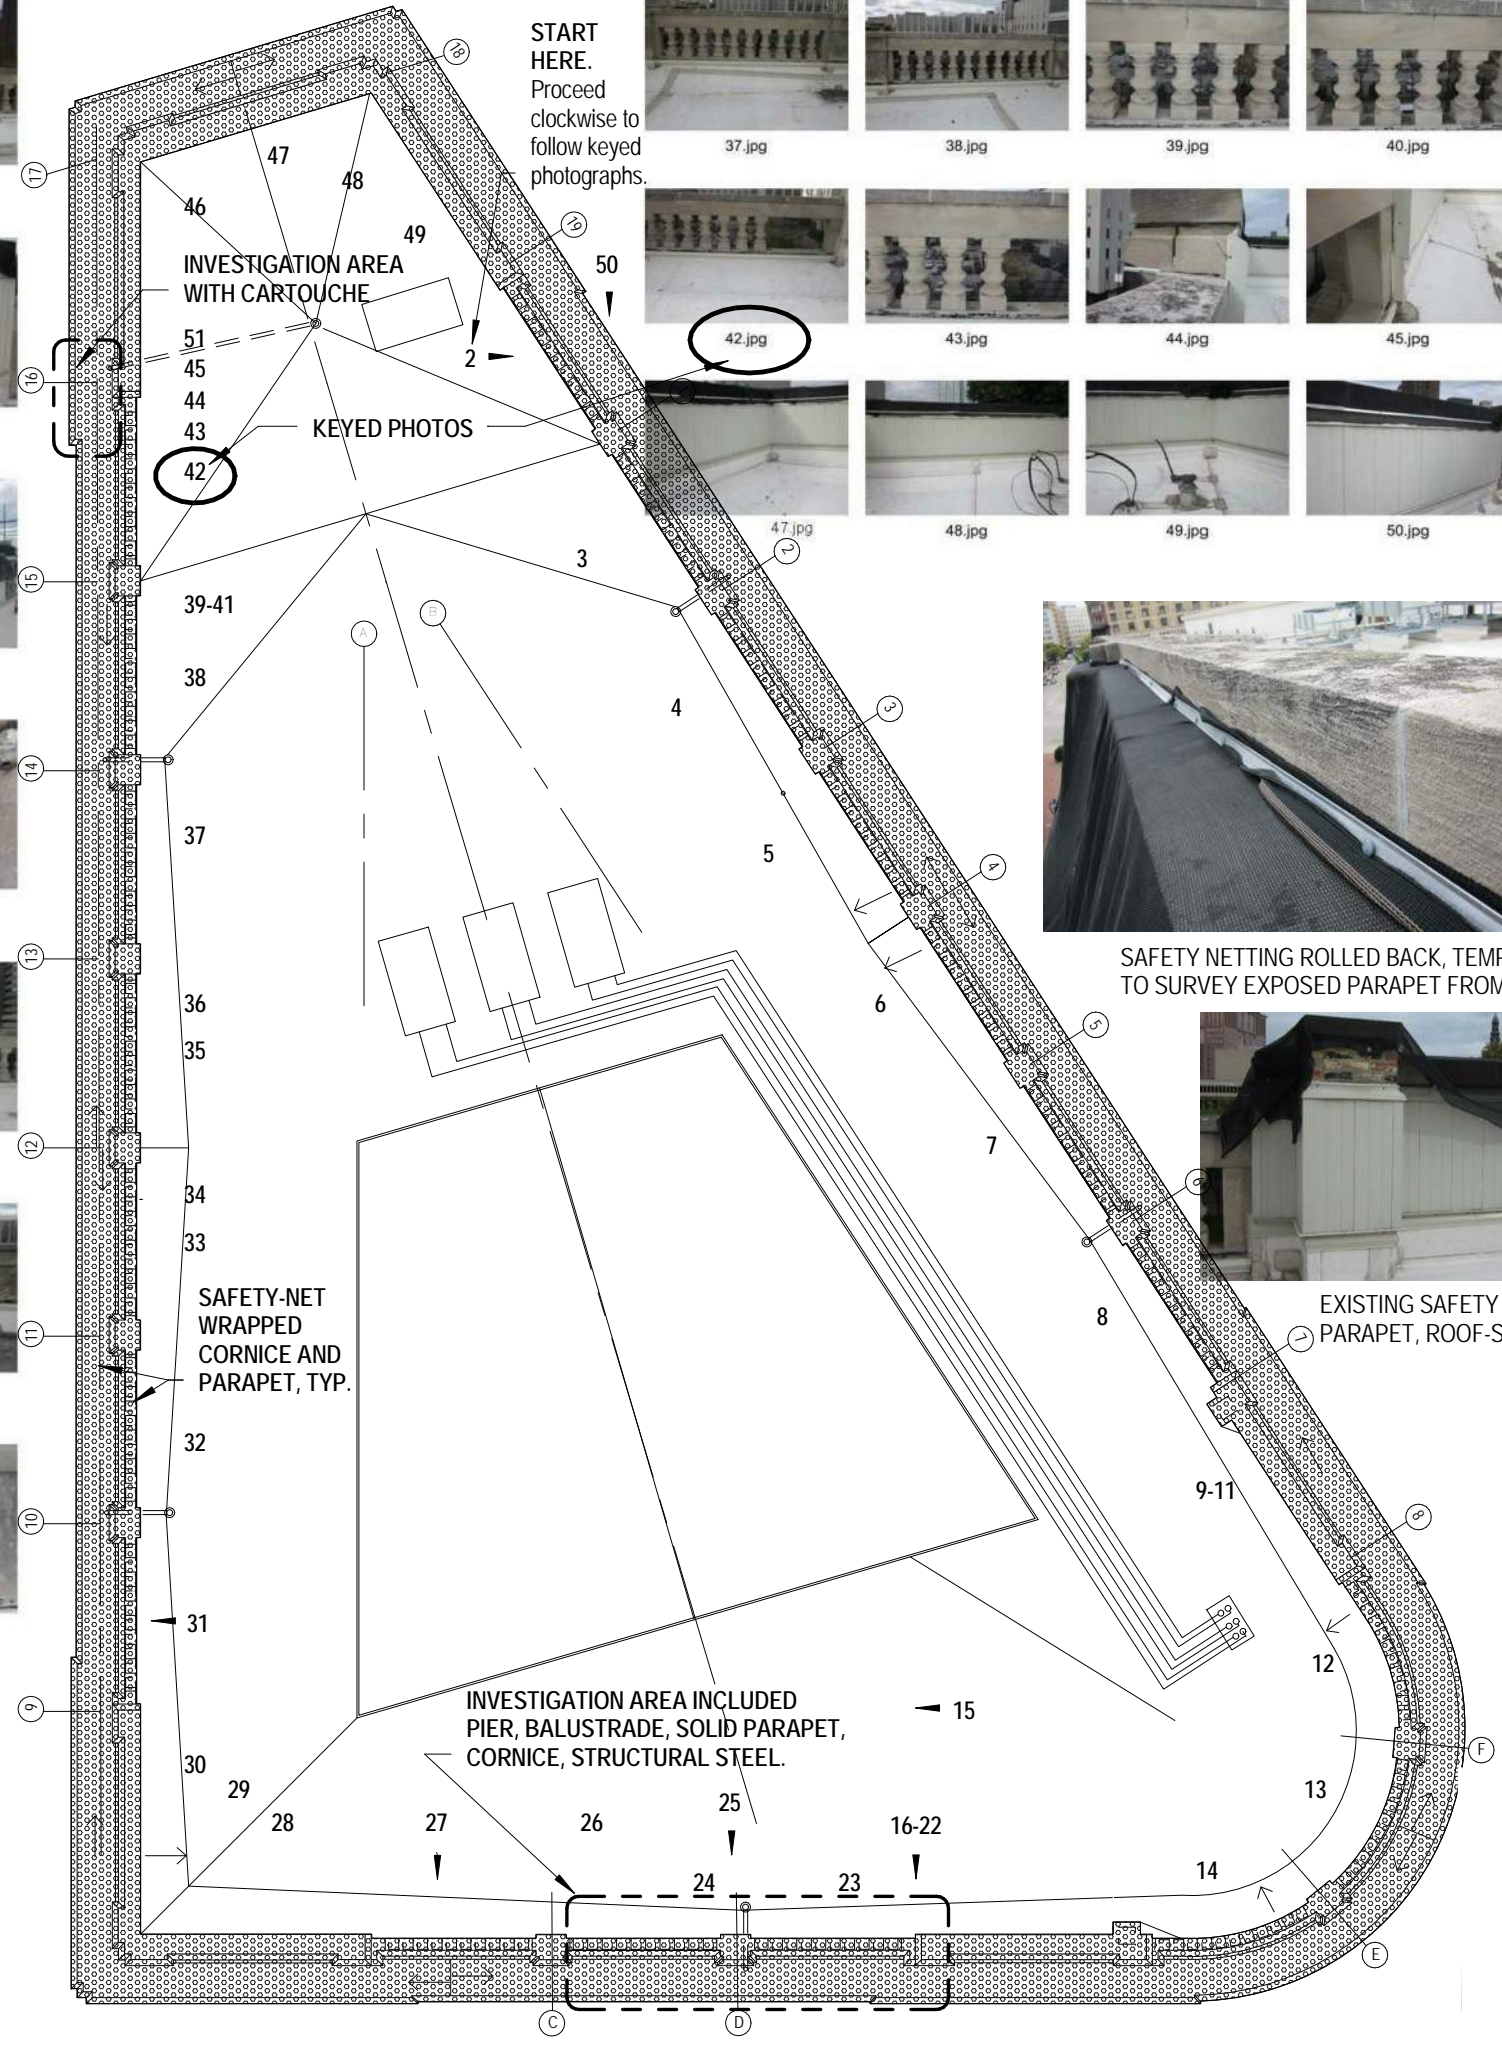 START
HERE.
Proceed
clockwise to
follow keyed
photographs.
37.jpg
38.jpg
39.jpg
40.jpg
42.jpg
43.jpg
44.jpg
45.jpg
47.jpg
48.jpg
49.jpg
50.jpg
18
17
47
48
46
49
19
50
INVESTIGATION AREA
WITH CARTOUCHE
51
2
45
16
44
43
KEYED PHOTOS
42
3
2
15
39-41
A
B
38
4
3
14
37
5
4
13
SAFETY NETTING ROLLED BACK,
TO SURVEY EXPOSED PARAPET FROM
36
6
35
5
12
7
34
6
33
SAFETY-NET
WRAPPED
CORNICE AND
PARAPET, TYP.
11
8
7
EXISTING SAFETY
PARAPET,
32
9-11
10
8
31
12
9
INVESTIGATION AREA INCLUDED
PIER, BALUSTRADE, SOLID PARAPET,
CORNICE, STRUCTURAL STEEL.
15
F
30
29
13
28
27
26
25
16-22
24
23
14
E
C
D